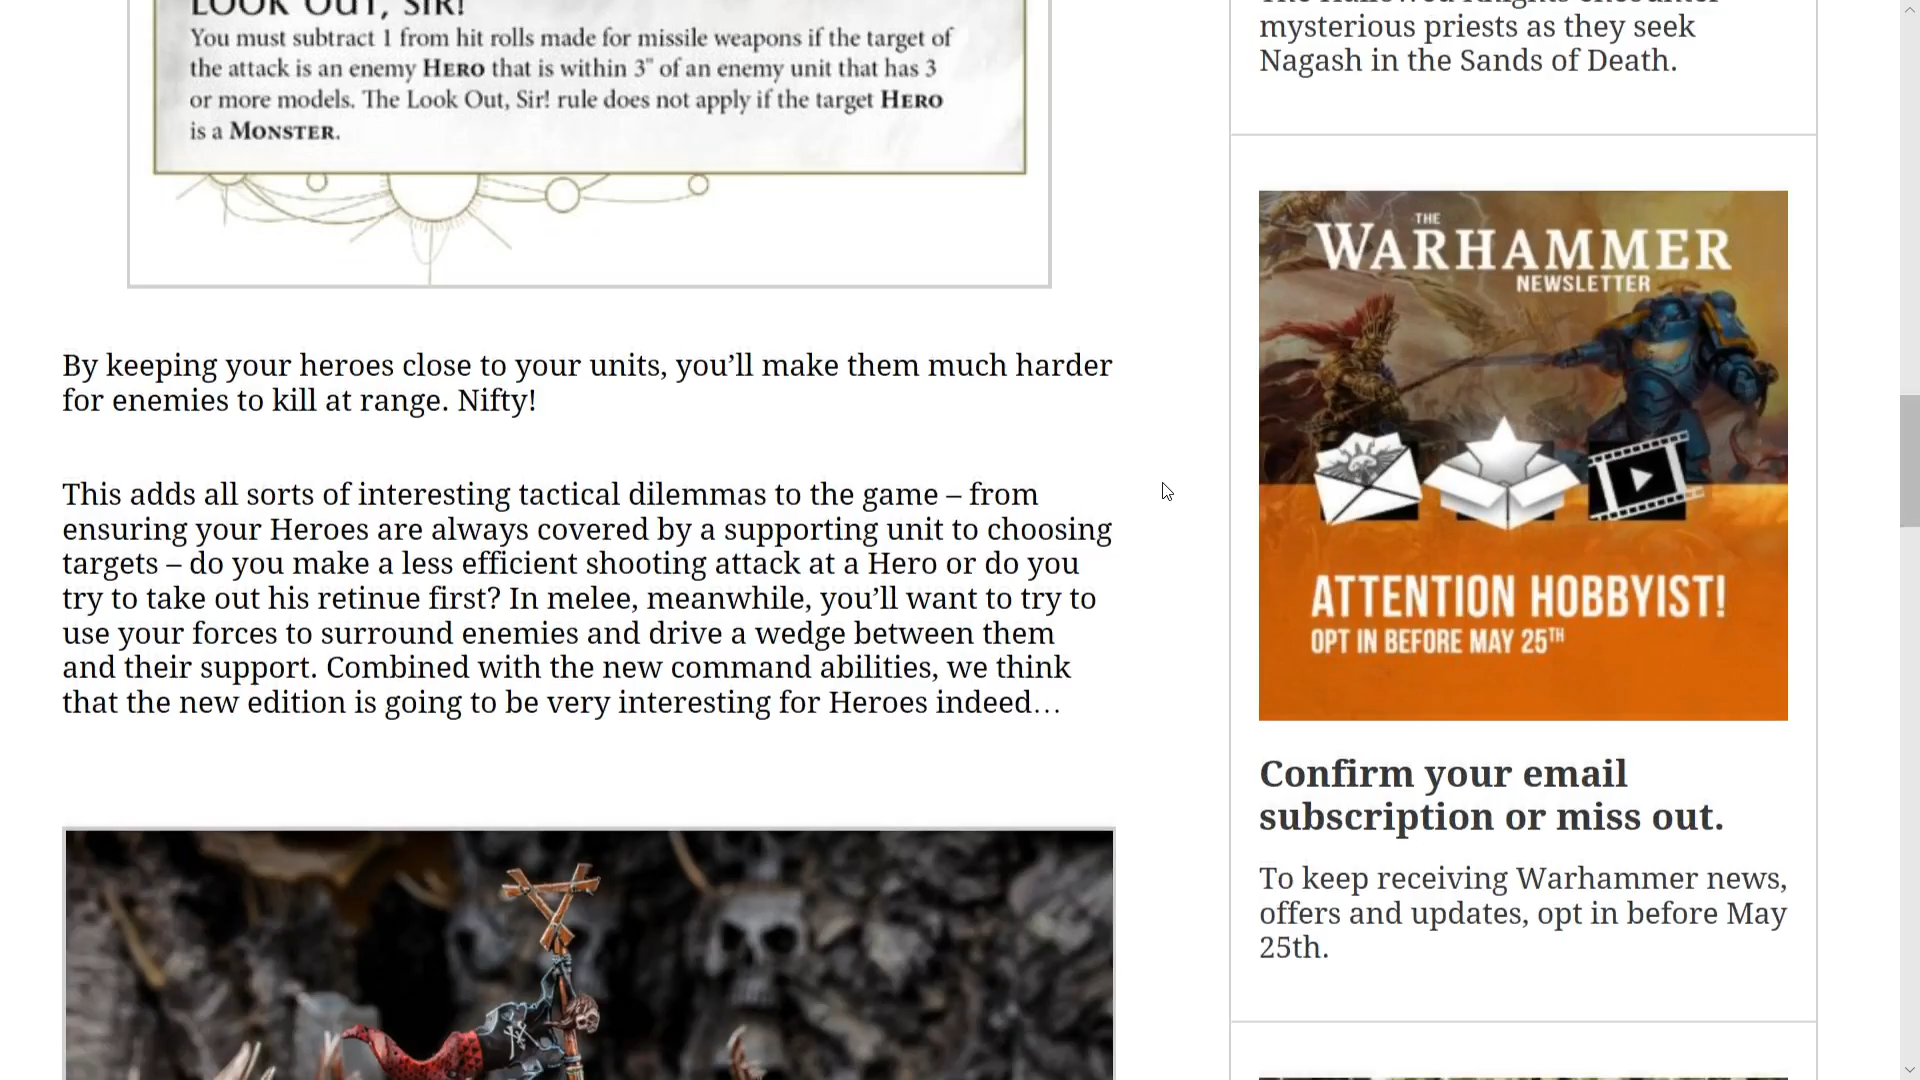 LOOK OUT, SIR!
You must subtract 1 from hit rolls made for missile weapons if the target of
the attack is an enemy HERO that is within 3" of an enemy unit that has 3
or more models. The Look Out, Sir! rule does not apply if the target HERO
is a MONSTER.
By keeping your heroes close to your units, you’ll make them much harder
for enemies to kill at range. Nifty!
This adds all sorts of interesting tactical dilemmas to the game – from
ensuring your Heroes are always covered by a supporting unit to choosing
targets – do you make a less efficient shooting attack at a Hero or do you
try to take out his retinue first? In melee, meanwhile, you’ll want to try to
use your forces to surround enemies and drive a wedge between them
and their support. Combined with the new command abilities, we think
that the new edition is going to be very interesting for Heroes indeed…
The Hallowed Knights encounter
mysterious priests as they seek
Nagash in the Sands of Death.
THE
WARHAMMER
NEWSLETTER
ATTENTION HOBBYIST!
OPT IN BEFORE MAY 25TH
Confirm your email
subscription or miss out.
To keep receiving Warhammer news,
offers and updates, opt in before May
25th.